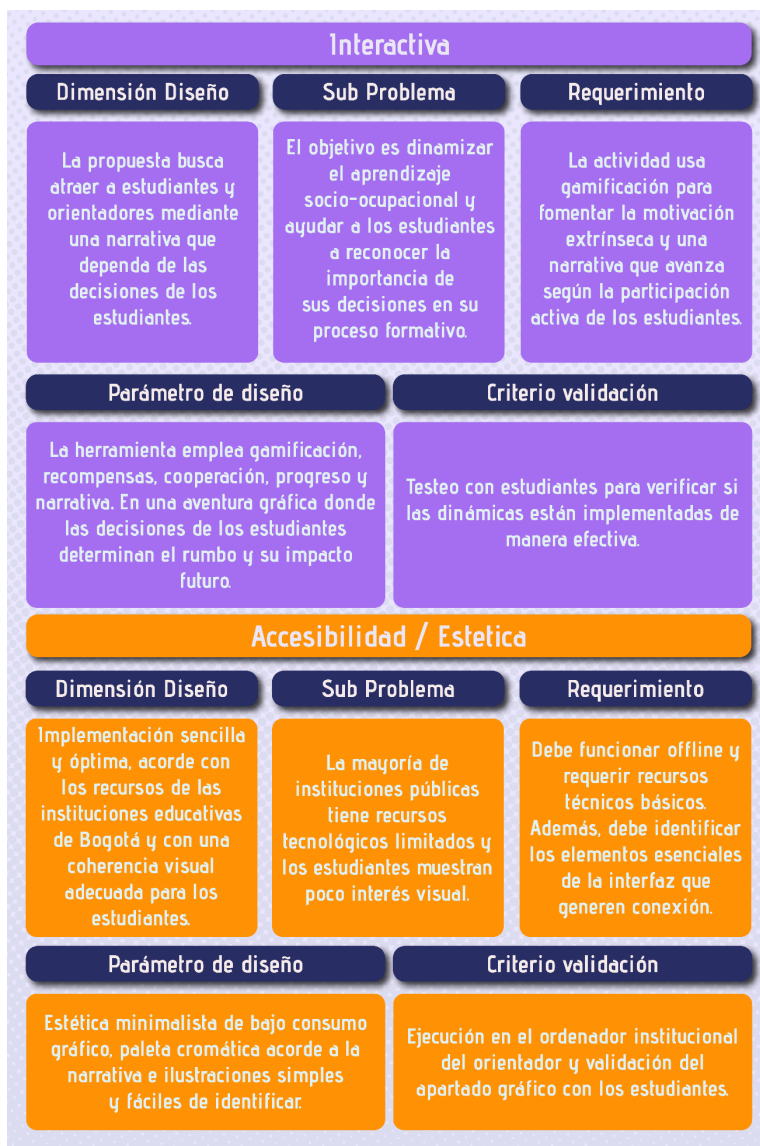 Interactiva
Dimensión Diseño
Sub Problema
Requerimiento
La propuesta busca
atraer a estudiantes y
orientadores mediante
una narrativa que
dependa de las
decisiones de los
estudiantes.
El objetivo es dinamizar
el aprendizaje
socio-ocupacional y
ayudar a los estudiantes
a reconocer la
importancia de
sus decisiones en su
proceso formativo.
La actividad usa
gamificación para
fomentar la motivación
extrínseca y una
narrativa que avanza
según la participación
activa de los estudiantes.
Parámetro de diseño
Criterio validación
La herramienta emplea gamificación,
recompensas, cooperación, progreso y
narrativa. En una aventura gráfica donde
las decisiones de los estudiantes
determinan el rumbo y su impacto
futuro.
Testeo con estudiantes para verificar si
las dinámicas están implementadas de
manera efectiva.
Accesibilidad / Estetica
Dimensión Diseño
Sub Problema
Requerimiento
Implementación sencilla
y óptima, acorde con
los recursos de las
instituciones educativas
de Bogotá y con una
coherencia visual
adecuada para los
estudiantes.
La mayoría de
instituciones públicas
tiene recursos
tecnológicos limitados y
los estudiantes muestran
poco interés visual.
Debe funcionar offline y
requerir recursos
técnicos básicos.
Además, debe identificar
los elementos esenciales
de la interfaz que
generen conexión.
Parámetro de diseño
Criterio validación
Estética minimalista de bajo consumo
gráfico, paleta cromática acorde a la
narrativa e ilustraciones simples
y fáciles de identificar.
Ejecución en el ordenador institucional
del orientador y validación del
apartado gráfico con los estudiantes.